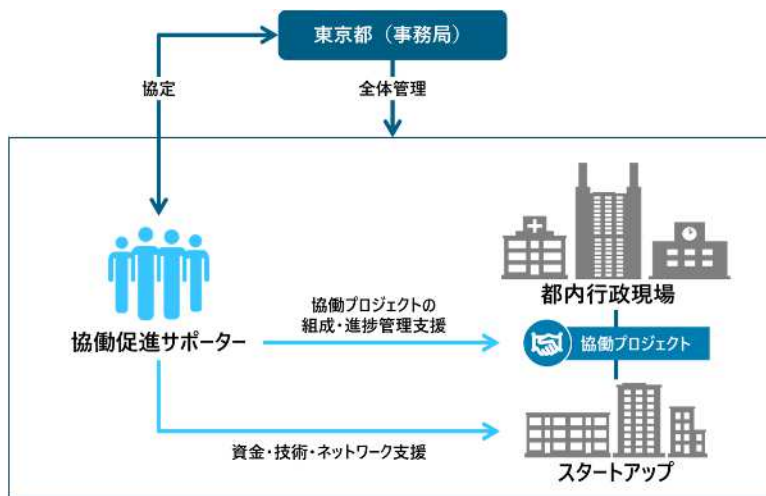 東京都（事務局）
協定
全体管理
都内行政現場
協働プロジェクトの
組成・進捗管理支援
協働促進サポーター
協働プロジェクト
資金・技術・ネットワーク支援
スタートアップ